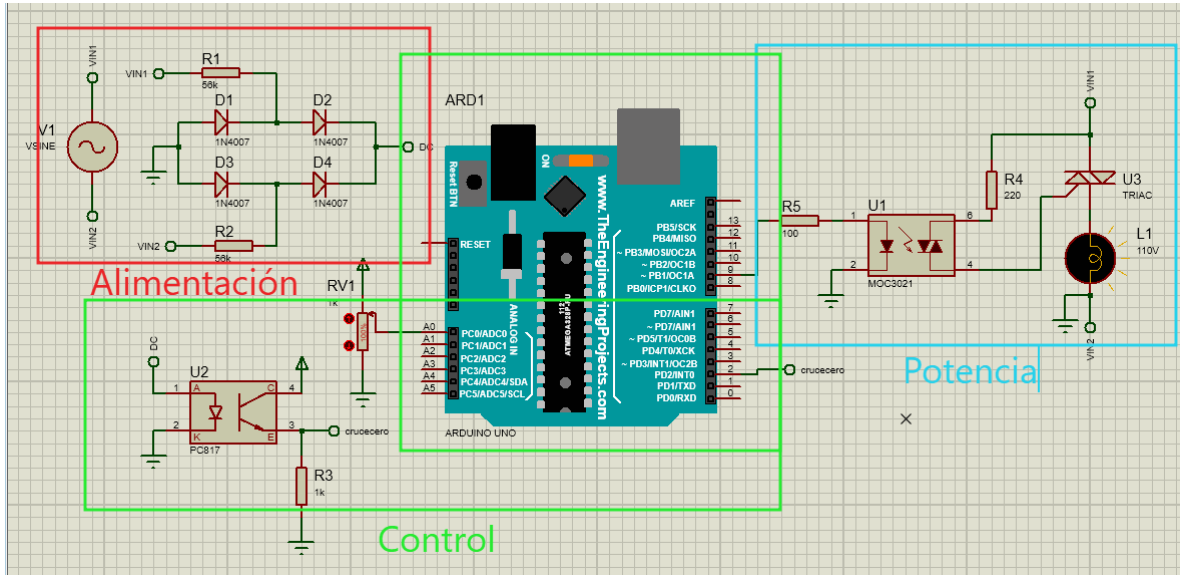 VIN1
V1
VSINE
VIN2
VIN1
R1
56k
D1
1N4007
D2
1N4007
D3
1N4007
D4
1N4007
DC
VIN2
R2
56k
Alimentación
RV1
1k
100%
DC
U2
1
A
C
4
2
K
E
3
PC817
crucecero
R3
1k
Control
ARD1
Reset BTN
ON
www.TheEngineeringProjects.com
RESET
ANALOG IN
ATMEGA328P-PU
1121
A0
PC0/ADC0
A1
PC1/ADC1
A2
PC2/ADC2
A3
PC3/ADC3
A4
PC4/ADC4/SDA
A5
PC5/ADC5/SCL
AREF
PB5/SCK
13
PB4/MISO
12
~ PB3/MOSI/OC2A
11
~ PB2/OC1B
10
~ PB1/OC1A
9
PB0/ICP1/CLKO
8
PD7/AIN1
7
~ PD7/AIN1
6
~ PD5/T1/OC0B
5
PD4/T0/XCK
4
~ PD3/INT1/OC2B
3
PD2/INT0
2
PD1/TXD
1
PD0/RXD
0
ARDUINO UNO
crucecero
R5
100
U1
1
6
2
4
MOC3021
R4
220
VIN1
U3
TRIAC
L1
110V
VIN2
Potencia